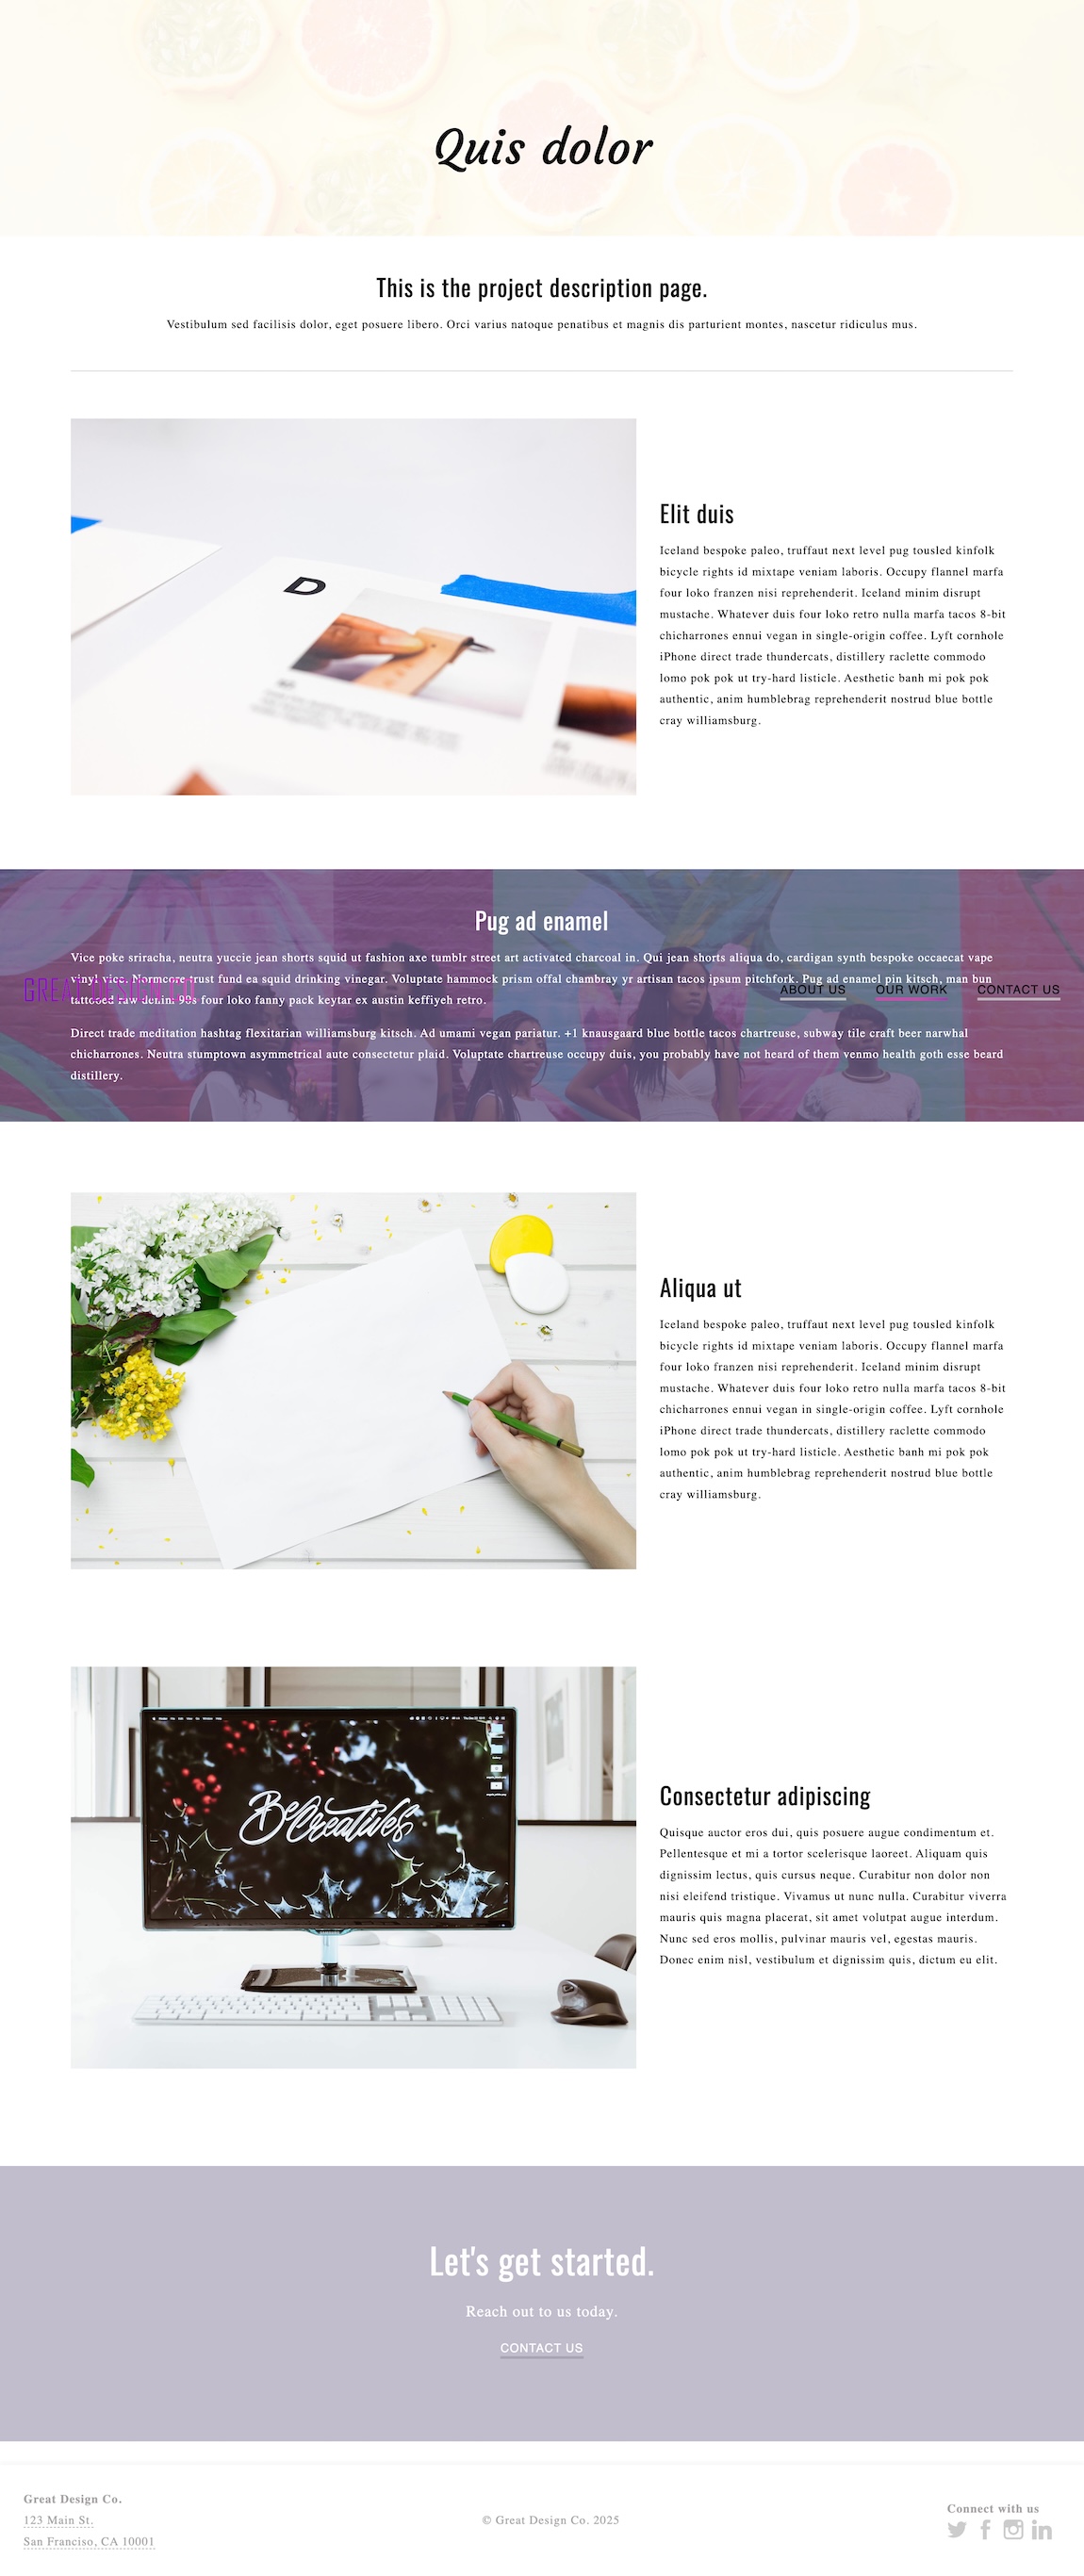 Quis dolor
This is the project description page.
Vestibulum sed facilisis dolor, eget posuere libero. Orci varius natoque penatibus et magnis dis parturient montes, nascetur ridiculus mus.
D
Elit duis
Iceland bespoke paleo, truffaut next level pug tousled kinfolk
bicycle rights id mixtape veniam laboris. Occupy flannel marfa
four loko franzen nisi reprehenderit. Iceland minim disrupt
mustache. Whatever duis four loko retro nulla marfa tacos 8-bit
chicharrones ennui vegan in single-origin coffee. Lyft cornhole
iPhone direct trade thundercats, distillery raclette commodo
lomo pok pok ut try-hard listicle. Aesthetic banh mi pok pok
authentic, anim humblebrag reprehenderit nostrud blue bottle
cray williamsburg.
Pug ad enamel
Vice poke sriracha, neutra yuccie jean shorts squid ut fashion axe tumblr street art activated charcoal in. Qui jean shorts aliqua do, cardigan synth bespoke occaecat vape
vinyl vice. Normcore trust fund ea squid drinking vinegar. Voluptate hammock prism offal chambray yr artisan tacos ipsum pitchfork. Pug ad enamel pin kitsch, man bun
four loko fanny pack keytar ex austin keffiyeh retro.
GREAT DESIGN CO
ABOUT US
OUR WORK
CONTACT US
Direct trade meditation hashtag flexitarian williamsburg kitsch. Ad umami vegan pariatur. +1 knausgaard blue bottle tacos chartreuse, subway tile craft beer narwhal
chicharrones. Neutra stumptown asymmetrical aute consectetur plaid. Voluptate chartreuse occupy duis, you probably have not heard of them venmo health goth esse beard
distillery.
Aliqua ut
Iceland bespoke paleo, truffaut next level pug tousled kinfolk
bicycle rights id mixtape veniam laboris. Occupy flannel marfa
four loko franzen nisi reprehenderit. Iceland minim disrupt
mustache. Whatever duis four loko retro nulla marfa tacos 8-bit
chicharrones ennui vegan in single-origin coffee. Lyft cornhole
iPhone direct trade thundercats, distillery raclette commodo
lomo pok pok ut try-hard listicle. Aesthetic banh mi pok pok
authentic, anim humblebrag reprehenderit nostrud blue bottle
cray williamsburg.
BeCreatives
Consectetur adipiscing
Quisque auctor eros dui, quis posuere augue condimentum et.
Pellentesque et mi a tortor scelerisque laoreet. Aliquam quis
dignissim lectus, quis cursus neque. Curabitur non dolor non
nisi eleifend tristique. Vivamus ut nunc nulla. Curabitur viverra
mauris quis magna placerat, sit amet volutpat augue interdum.
Nunc sed eros mollis, pulvinar mauris vel, egestas mauris.
Donec enim nisl, vestibulum et dignissim quis, dictum eu elit.
Let's get started.
Reach out to us today.
CONTACT US
Great Design Co.
123 Main St.
San Franciso, CA 10001
© Great Design Co. 2025
Connect with us